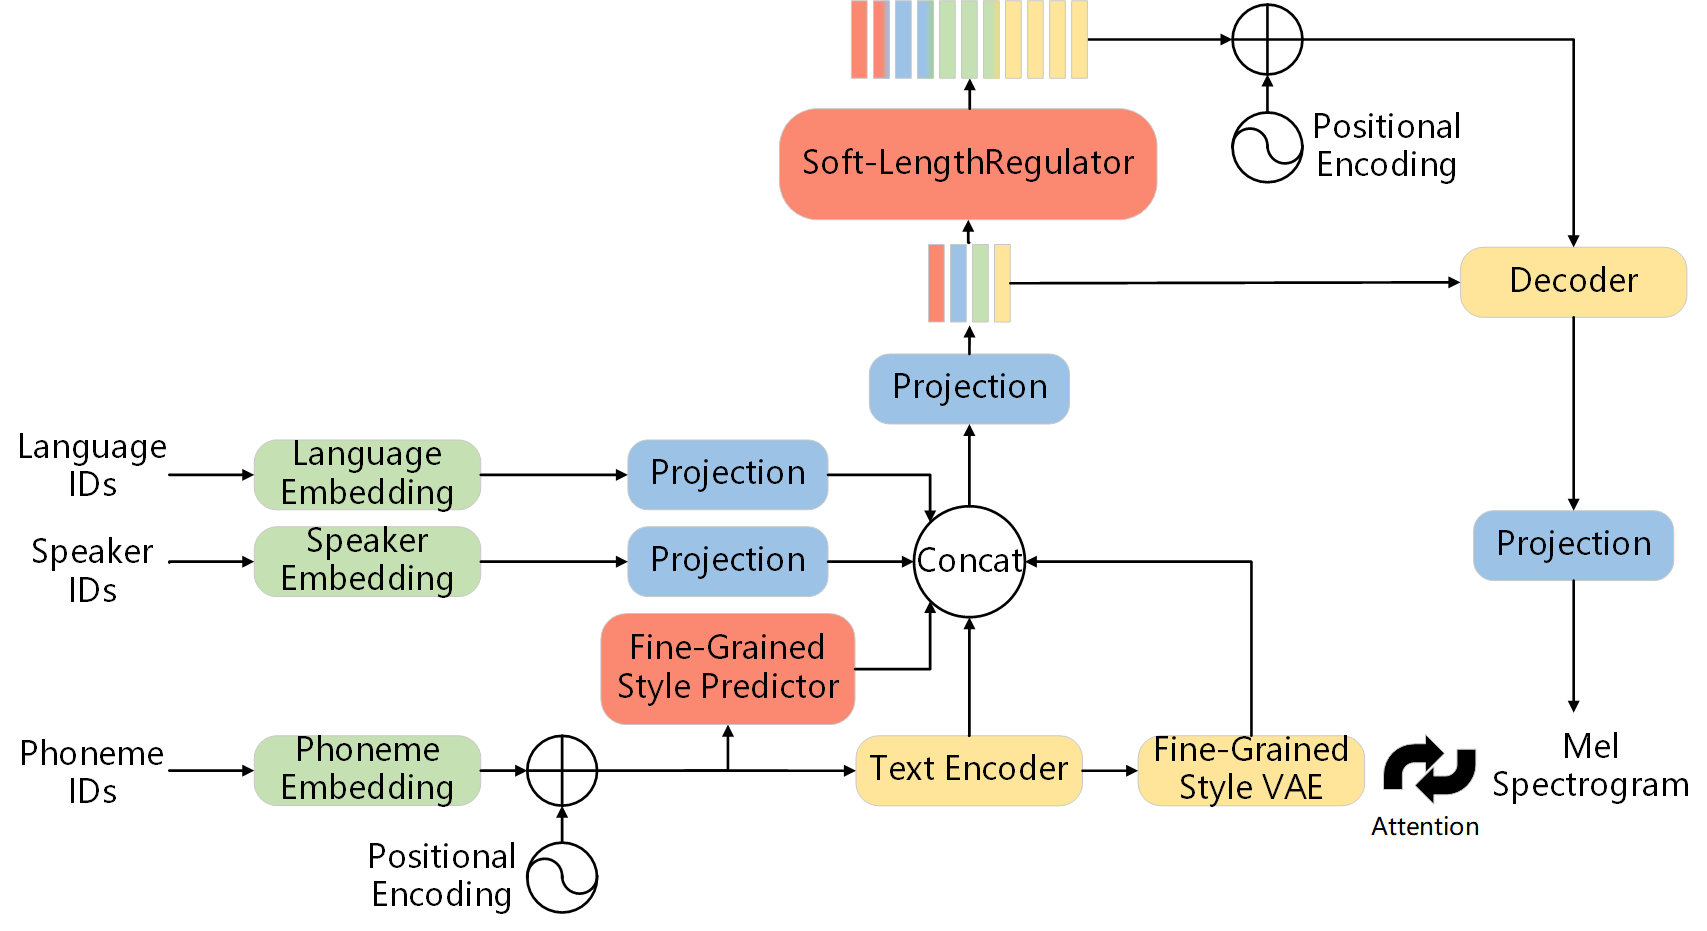 Positional
Encoding
Soft-LengthRegulator
Decoder
Projection
Language
IDs
Language
Embedding
Projection
Speaker
IDs
Speaker
Embedding
Projection
Concat
Projection
Fine-Grained
Style Predictor
Phoneme
IDs
Phoneme
Embedding
Text Encoder
Fine-Grained
Style VAE
Attention
Mel
Spectrogram
Positional
Encoding